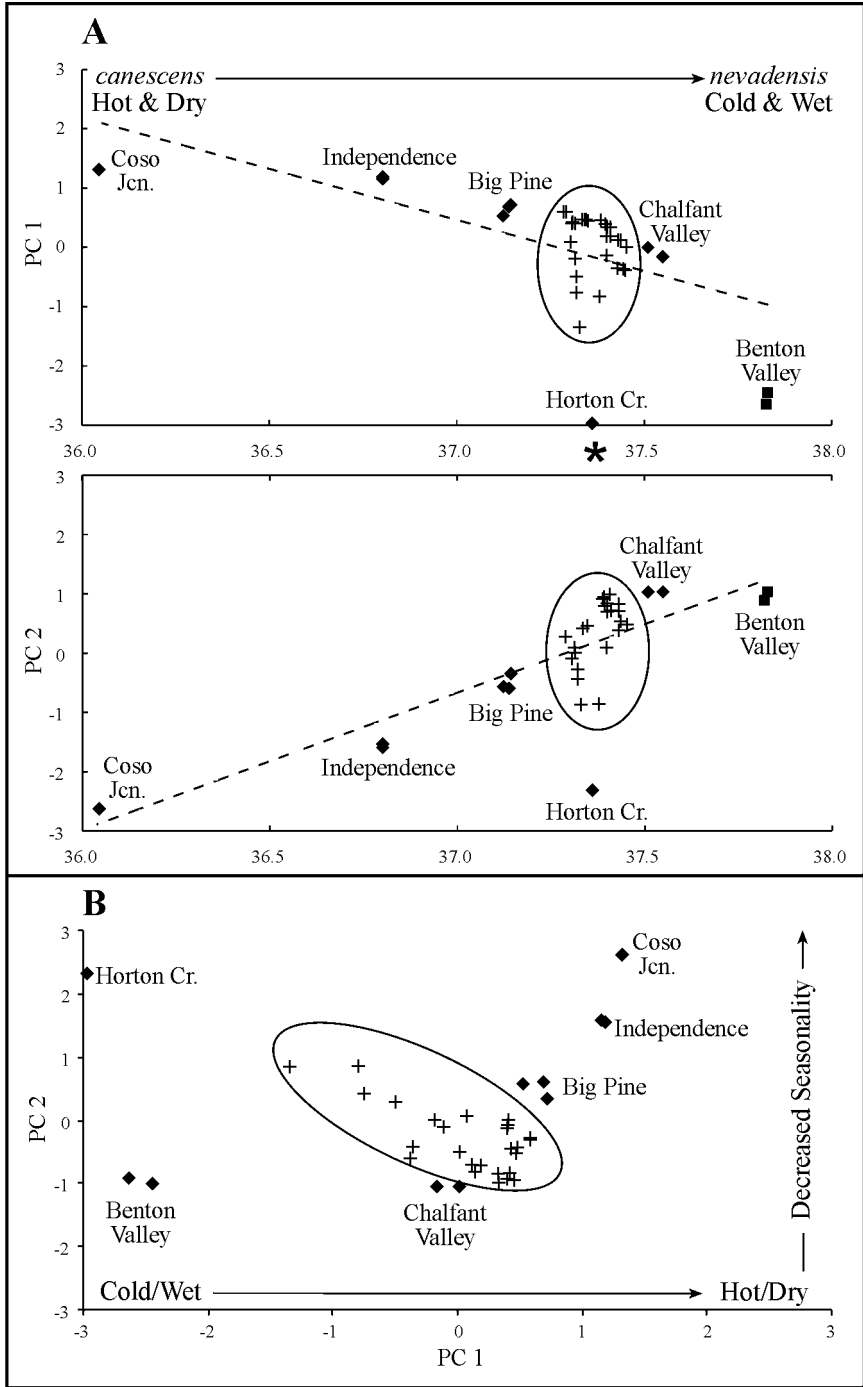 A
canescens
nevadensis
Hot & Dry
Cold & Wet
3
2
1
0
-1
-2
-3
PC 1
Coso
Jcn.
Independence
Big Pine
Chalfant
Valley
Benton
Valley
Horton Cr.
36.0
36.5
37.0
37.5
38.0
*
3
2
1
0
-1
-2
-3
PC 2
Chalfant
Valley
Benton
Valley
Big Pine
Independence
Coso
Jcn.
Horton Cr.
36.0
36.5
37.0
37.5
38.0
B
3
2
1
0
-1
-2
-3
PC 2
Horton Cr.
Coso
Jcn.
Independence
Big Pine
Benton
Valley
Chalfant
Valley
Decreased Seasonality
Cold/Wet
Hot/Dry
-3
-2
-1
0
1
2
3
PC 1